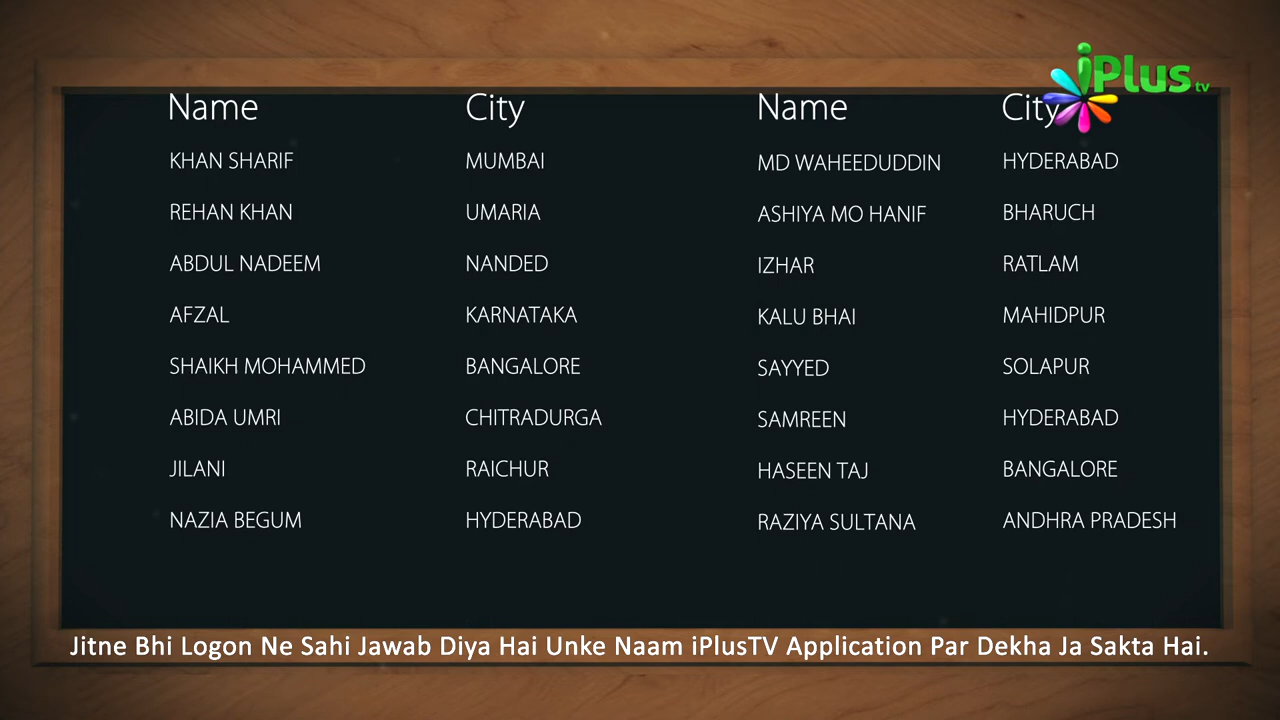 iPlus tv
Name City Name City
KHAN SHARIF MUMBAI MD WAHEEDUDDIN HYDERABAD
REHAN KHAN UMARIA ASHIYA MO HANIF BHARUCH
ABDUL NADEEM NANDED IZHAR RATLAM
AFZAL KARNATAKA KALU BHAI MAHIDPUR
SHAIKH MOHAMMED BANGALORE SAYYED SOLAPUR
ABIDA UMRI CHITRADURGA SAMREEN HYDERABAD
JILANI RAICHUR HASEEN TAJ BANGALORE
NAZIA BEGUM HYDERABAD RAZIYA SULTANA ANDHRA PRADESH
Jitne Bhi Logon Ne Sahi Jawab Diya Hai Unke Naam iPlusTV Application Par Dekha Ja Sakta Hai.